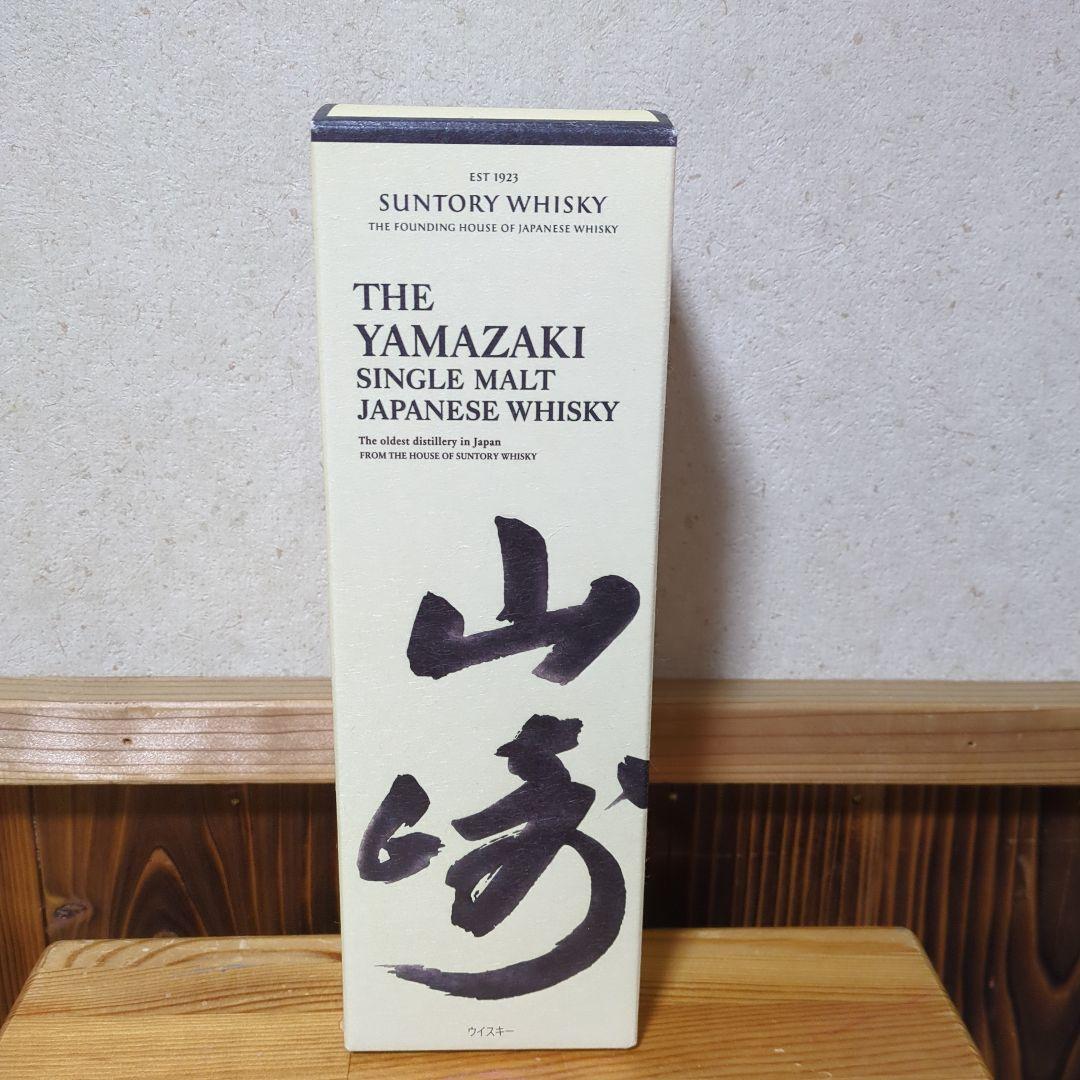 EST 1923
SUNTORY WHISKY
THE FOUNDING HOUSE OF JAPANESE WHISKY
THE
YAMAZAKI
SINGLE MALT
JAPANESE WHISKY
The oldest distillery in Japan
FROM THE HOUSE OF SUNTORY WHISKY
山
崎
ウイスキー